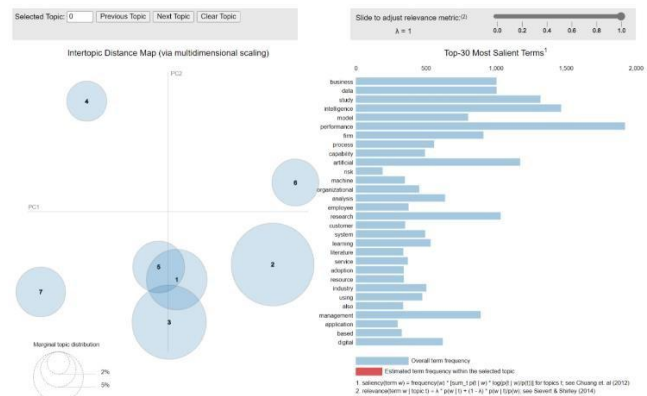 Selected Topic: 0 Previous Topic Next Topic Clear Topic
Slide to adjust relevance metric:(2)
λ = 1
0.0 0.2 0.4 0.6 0.8 1.0
Intertopic Distance Map (via multidimensional scaling)
PC2
PC1
4
6
5
1
2
3
7
Marginal topic distribution
2%
5%
Top-30 Most Salient Terms1
0 500 1,000 1,500 2,000
business
data
study
intelligence
model
performance
firm
process
capability
artificial
risk
machine
organizational
analysis
employee
research
customer
system
learning
literature
service
adoption
resource
industry
using
also
management
application
based
digital
Overall term frequency
Estimated term frequency within the selected topic
1. saliency(term w) = frequency(w) * [sum_t p(t | w) * log(p(t | w)/p(t))] for topics t; see Chuang et. al (2012)
2. relevance(term w | topic t) = λ * p(w | t) + (1 - λ) * p(w | t)/p(w); see Sievert & Shirley (2014)